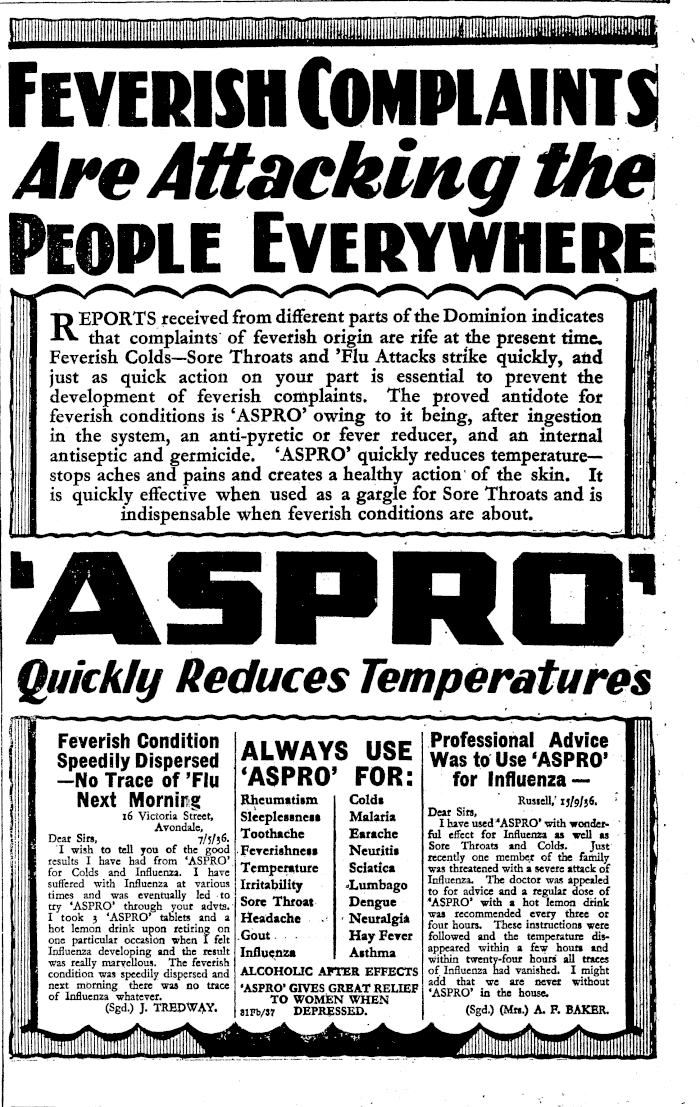 FEVERISH COMPLAINTS
Are Attacking the
PEOPLE EVERYWHERE
REPORTS received from different parts of the Dominion indicates
that complaints of feverish origin are rife at the present time.
Feverish Colds—Sore Throats and 'Flu Attacks strike quickly, and
just as quick action on your part is essential to prevent the
development of feverish complaints. The proved antidote for
feverish conditions is 'ASPRO' owing to it being, after ingestion
in the system, an anti-pyretic or fever reducer, and an internal
antiseptic and germicide. 'ASPRO' quickly reduces temperature—
stops aches and pains and creates a healthy action of the skin. It
is quickly effective when used as a gargle for Sore Throats and is
indispensable when feverish conditions are about.
'ASPRO'
Quickly Reduces Temperatures
Feverish Condition
Speedily Dispersed
—No Trace of 'Flu
Next Morning
16 Victoria Street,
Avondale,
Dear Sirs, 7/5/36.
I wish to tell you of the good
results I have had from 'ASPRO'
for Colds and Influenza. I have
suffered with Influenza at various
times and was eventually led to
try 'ASPRO' through your advts.
I took 3 'ASPRO' tablets and a
hot lemon drink upon retiring on
one particular occasion when I felt
Influenza developing and the result
was really marvellous. The feverish
condition was speedily dispersed and
next morning there was no trace
of Influenza whatever.
(Sgd.) J. TREDWAY.
ALWAYS USE
'ASPRO' FOR:
Rheumatism
Sleeplessness
Toothache
Feverishness
Temperature
Irritability
Sore Throat
Headache
Gout
Influenza
Colds
Malaria
Earache
Neuritis
Sciatica
Lumbago
Dengue
Neuralgia
Hay Fever
Asthma
ALCOHOLIC AFTER EFFECTS
'ASPRO' GIVES GREAT RELIEF
TO WOMEN WHEN
81Fb/37 DEPRESSED.
Professional Advice
Was to Use 'ASPRO'
for Influenza —
Russell, 15/9/36.
Dear Sirs,
I have used 'ASPRO' with wonder-
ful effect for Influenza as well as
Sore Throats and Colds. Just
recently one member of the family
was threatened with a severe attack of
Influenza. The doctor was appealed
to for advice and a regular dose of
'ASPRO' with a hot lemon drink
was recommended every three or
four hours. These instructions were
followed and the temperature dis-
appeared within a few hours and
within twenty-four hours all traces
of Influenza had vanished. I might
add that we are never without
'ASPRO' in the house.
(Sgd.) (Mrs.) A. F. BAKER.